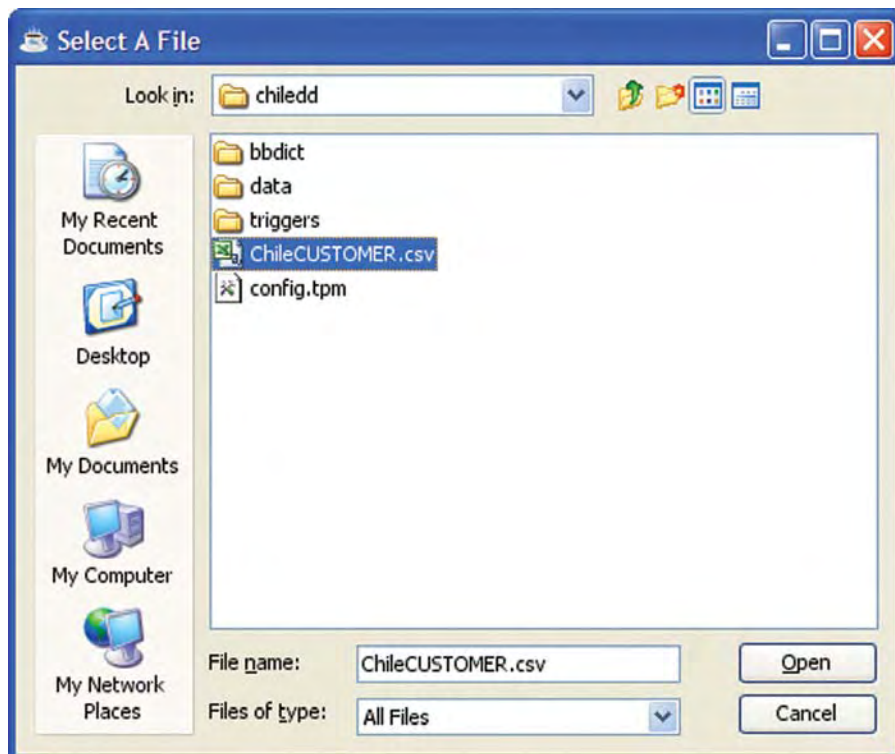 Select A File
Look in: chiledd
bbdict
data
triggers
ChileCUSTOMER.csv
config.tpm
My Recent
Documents
Desktop
My Documents
My Computer
My Network
Places
File name: ChileCUSTOMER.csv Open
Files of type: All Files Cancel